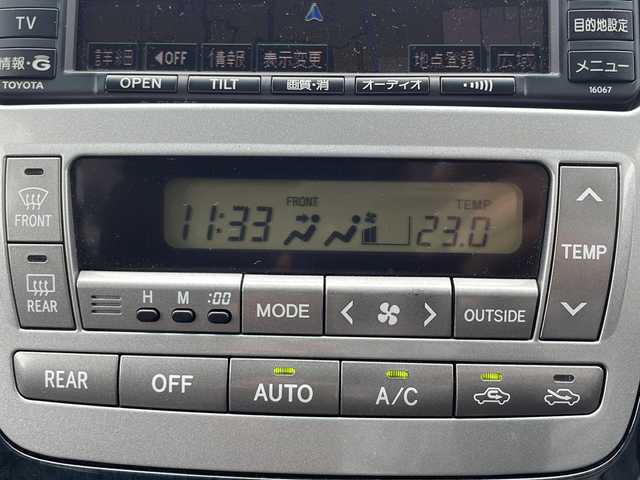 TV
目的地設定
詳細 ◀OFF 情報 表示変更 地点登録 広域
情報・G
メニュー
TOYOTA
OPEN TILT 画質・消 オーディオ
16067
FRONT
FRONT TEMP
11:33 23.0
TEMP
REAR
H M :00
MODE
OUTSIDE
REAR OFF AUTO A/C